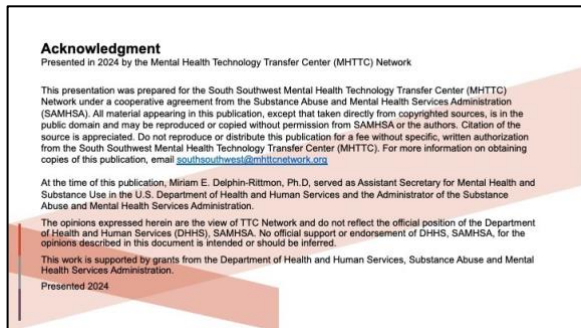 Acknowledgment
Presented in 2024 by the Mental Health Technology Transfer Center (MHTTC) Network
This presentation was prepared for the South Southwest Mental Health Technology Transfer Center (MHTTC)
Network under a cooperative agreement from the Substance Abuse and Mental Health Services Administration
(SAMHSA). All material appearing in this publication, except that taken directly from copyrighted sources, is in the
public domain and may be reproduced or copied without permission from SAMHSA or the authors. Citation of the
source is appreciated. Do not reproduce or distribute this publication for a fee without specific, written authorization
from the South Southwest Mental Health Technology Transfer Center (MHTTC). For more information on obtaining
copies of this publication, email southsouthwest@mhttcnetwork.org
At the time of this publication, Miriam E. Delphin-Rittmon, Ph.D, served as Assistant Secretary for Mental Health and
Substance Use in the U.S. Department of Health and Human Services and the Administrator of the Substance
Abuse and Mental Health Services Administration.
The opinions expressed herein are the view of TTC Network and do not reflect the official position of the Department
of Health and Human Services (DHHS), SAMHSA. No official support or endorsement of DHHS, SAMHSA, for the
opinions described in this document is intended or should be inferred.
This work is supported by grants from the Department of Health and Human Services, Substance Abuse and Mental
Health Services Administration.
Presented 2024